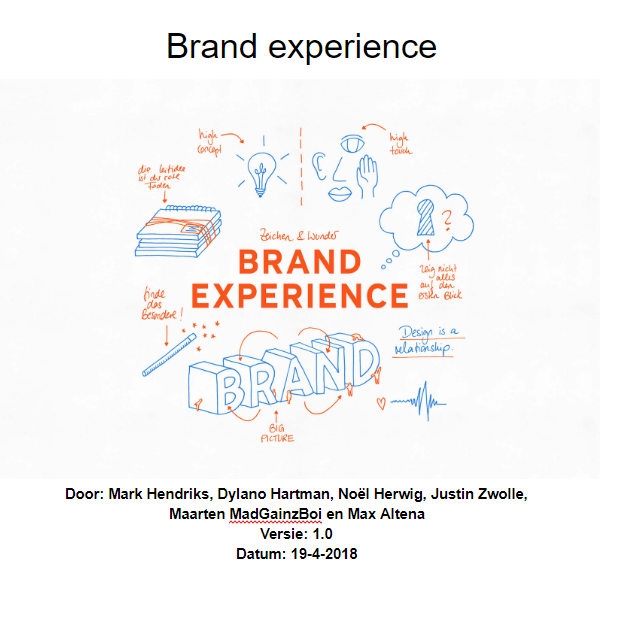 Brand experience
high
concept
high
touch
die Leitidee
ist der rote
Faden
?
Zeichen & Wunder
BRAND
EXPERIENCE
zeig nicht
alles
auf den
ersten Blick
finde
das
Besondere!
Design is a
relationship.
BRAND
BIG
PICTURE
Door: Mark Hendriks, Dylano Hartman, Noël Herwig, Justin Zwolle,
Maarten MadGainzBoi en Max Altena
Versie: 1.0
Datum: 19-4-2018